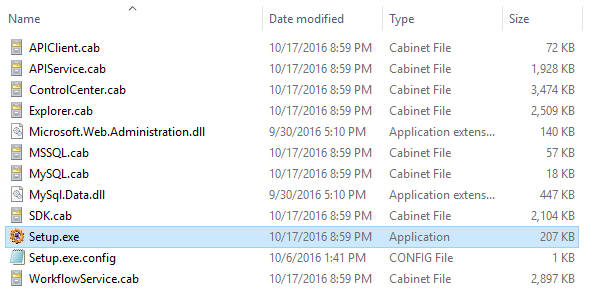 Name Date modified Type Size
APIClient.cab 10/17/2016 8:59 PM Cabinet File 72 KB
APIService.cab 10/17/2016 8:59 PM Cabinet File 1,928 KB
ControlCenter.cab 10/17/2016 8:59 PM Cabinet File 3,474 KB
Explorer.cab 10/17/2016 8:59 PM Cabinet File 2,509 KB
Microsoft.Web.Administration.dll 9/30/2016 5:10 PM Application extens... 140 KB
MSSQL.cab 10/17/2016 8:59 PM Cabinet File 57 KB
MySQL.cab 10/17/2016 8:59 PM Cabinet File 18 KB
MySql.Data.dll 9/30/2016 5:10 PM Application extens... 447 KB
SDK.cab 10/17/2016 8:59 PM Cabinet File 2,104 KB
Setup.exe 10/17/2016 8:59 PM Application 207 KB
Setup.exe.config 10/6/2016 1:41 PM CONFIG File 1 KB
WorkflowService.cab 10/17/2016 8:59 PM Cabinet File 2,897 KB